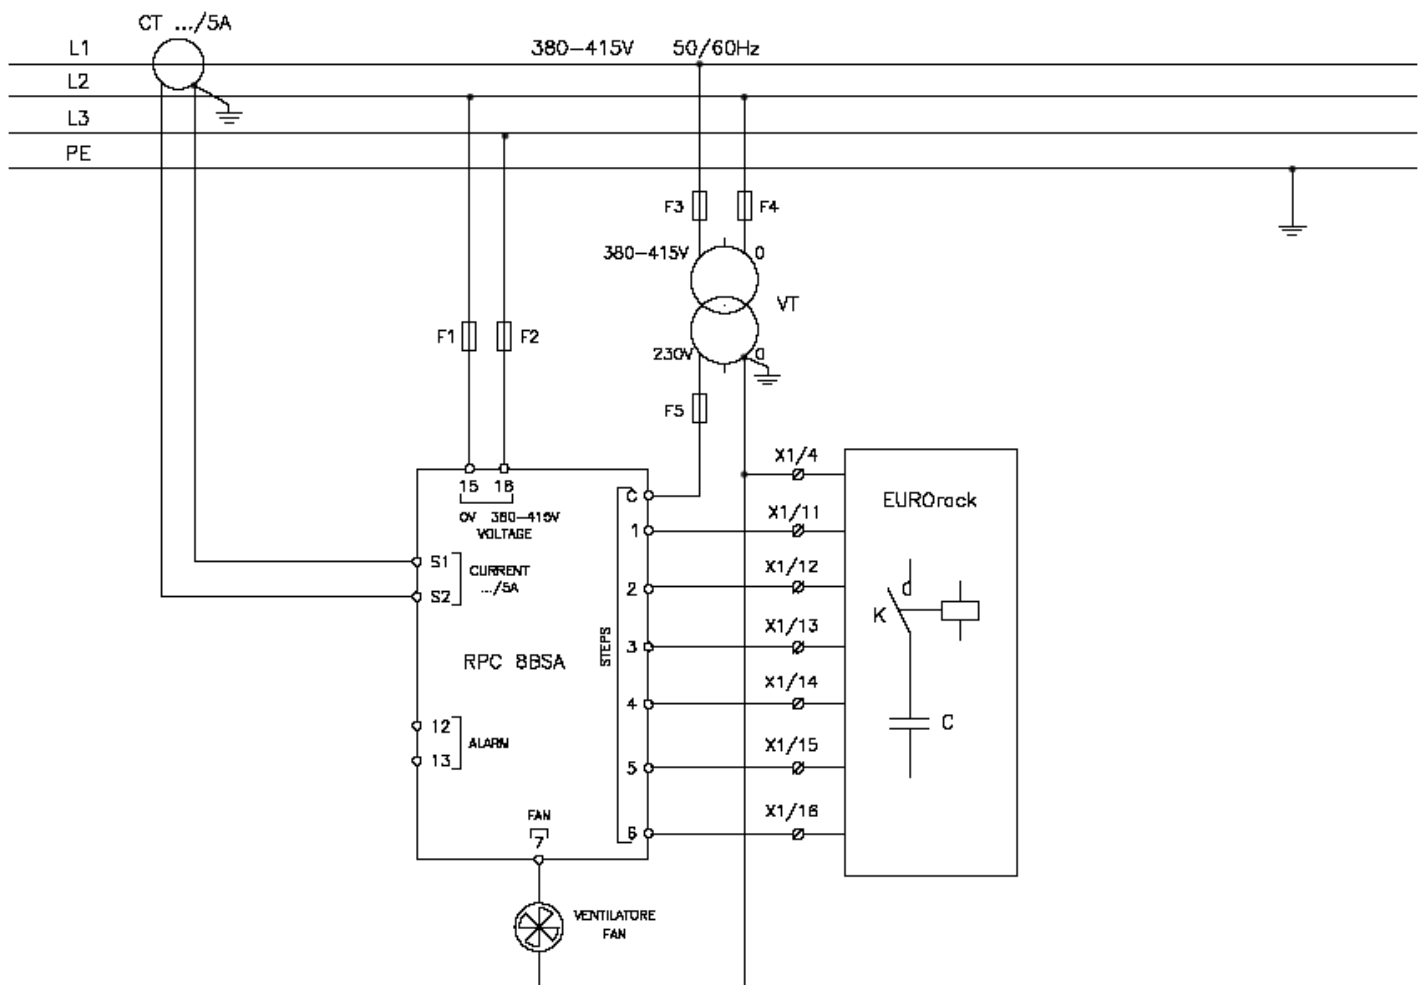 CT .../5A
L1
380-415V 50/60Hz
L2
L3
PE
F3
F4
380-415V
0
VT
F1
F2
230V
0
F5
X1/4
15 16
C
EUROrack
0V 380-415V
VOLTAGE
X1/11
1
S1
CURRENT
.../5A
S2
X1/12
2
K
X1/13
STEPS
3
RPC 8BSA
X1/14
4
C
12
ALARM
13
X1/15
5
X1/16
6
FAN
7
VENTILATORE
FAN